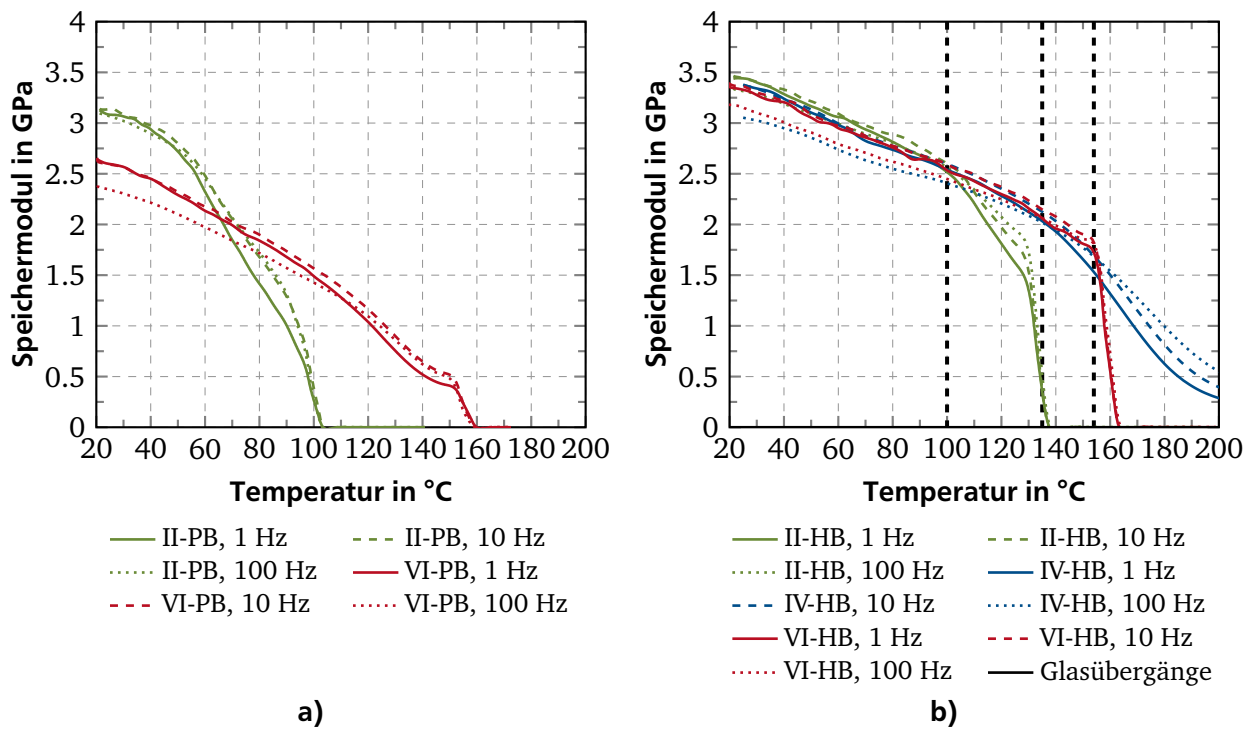 4
3.5
3
2.5
2
1.5
1
0.5
0
Speichermodul in GPa
20 40 60 80 100 120 140 160 180 200
Temperatur in °C
II-PB, 1 Hz
II-PB, 10 Hz
II-PB, 100 Hz
VI-PB, 1 Hz
VI-PB, 10 Hz
VI-PB, 100 Hz
a)
4
3.5
3
2.5
2
1.5
1
0.5
0
Speichermodul in GPa
20 40 60 80 100 120 140 160 180 200
Temperatur in °C
II-HB, 1 Hz
II-HB, 10 Hz
II-HB, 100 Hz
IV-HB, 1 Hz
IV-HB, 10 Hz
IV-HB, 100 Hz
VI-HB, 1 Hz
VI-HB, 10 Hz
VI-HB, 100 Hz
Glasübergänge
b)